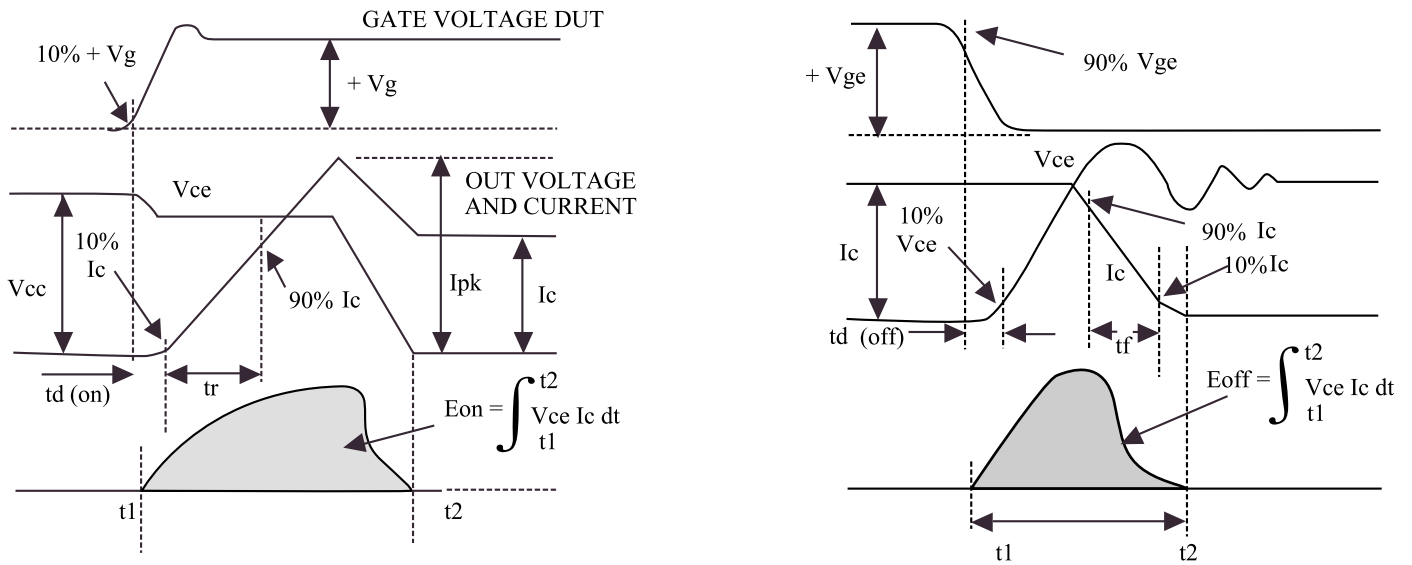 GATE VOLTAGE DUT
10% + Vg
+ Vg
Vce
OUT VOLTAGE
AND CURRENT
10%
Ic
Vcc
90% Ic
Ipk
Ic
td (on)
tr
Eon = ∫ t2
Vce Ic dt
t1
t1
t2
90% Vge
+ Vge
Vce
10%
Vce
90% Ic
Ic
Ic
10%Ic
td (off)
tf
Eoff = ∫ t2
Vce Ic dt
t1
t1
t2